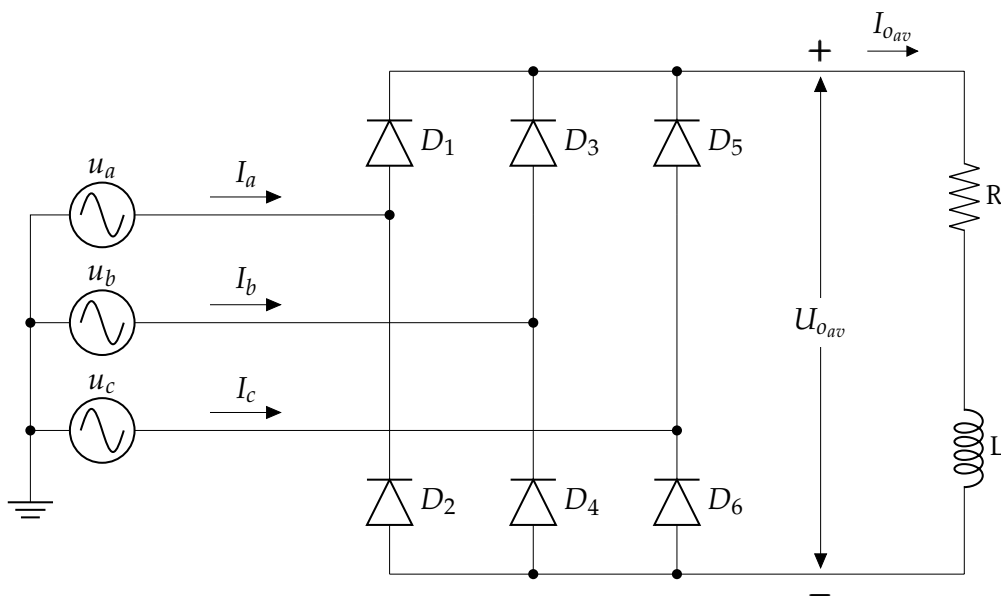 I_{o_{av}}
+
D_1 D_3 D_5
u_a I_a
R
u_b I_b
U_{o_{av}}
u_c I_c
L
D_2 D_4 D_6
−